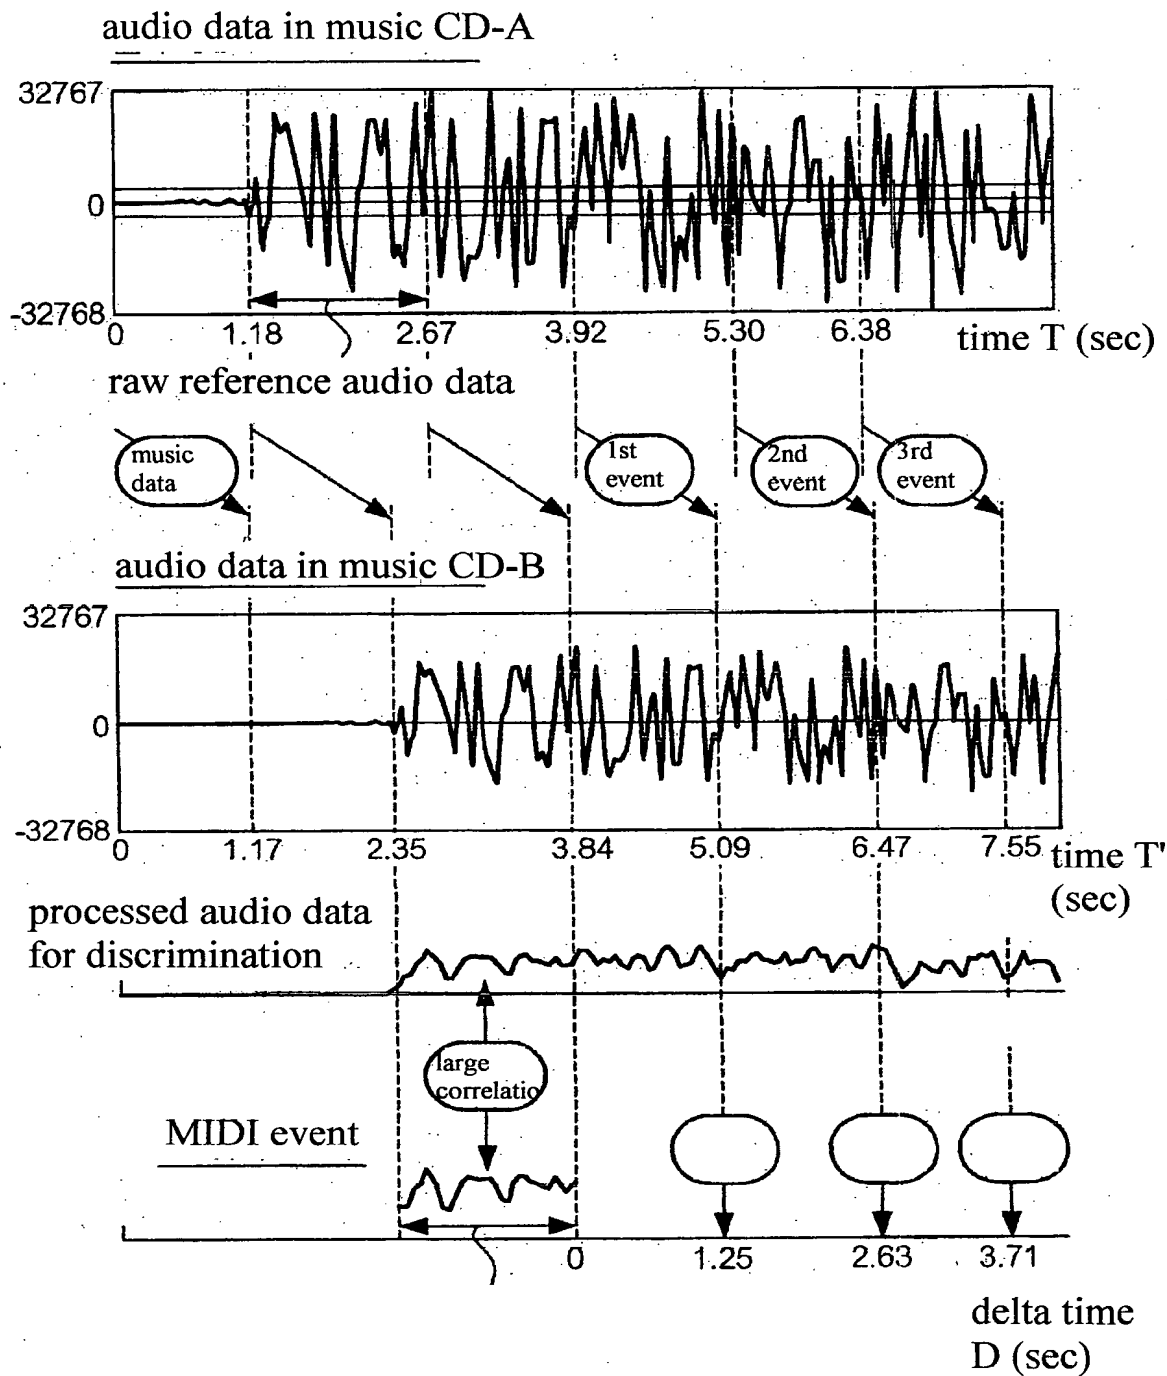 audio data in music CD-A
32767
0
-32768
0 1.18 2.67 3.92 5.30 6.38 time T (sec)
raw reference audio data
music
data
1st
event
2nd
event
3rd
event
audio data in music CD-B
32767
0
-32768
0 1.17 2.35 3.84 5.09 6.47 7.55 time T'
(sec)
processed audio data
for discrimination
large
correlatio
MIDI event
0 1.25 2.63 3.71
delta time
D (sec)